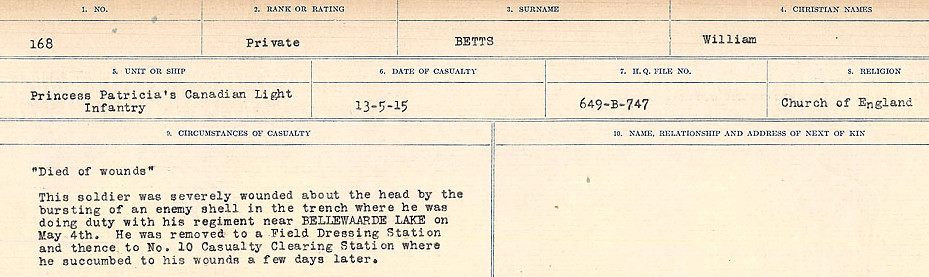 1. NO. 2. RANK OR RATING 3. SURNAME 4. CHRISTIAN NAMES
168 Private BETTS William
5. UNIT OR SHIP 6. DATE OF CASUALTY 7. H.Q. FILE NO. 8. RELIGION
Princess Patricia's Canadian Light
Infantry 13-5-15 649-B-747 Church of England
9. CIRCUMSTANCES OF CASUALTY 10. NAME, RELATIONSHIP AND ADDRESS OF NEXT OF KIN
"Died of wounds"
This soldier was severely wounded about the head by the
bursting of an enemy shell in the trench where he was
doing duty with his regiment near BELLEWAARDE LAKE on
May 4th. He was removed to a Field Dressing Station
and thence to No. 10 Casualty Clearing Station where
he succumbed to his wounds a few days later.